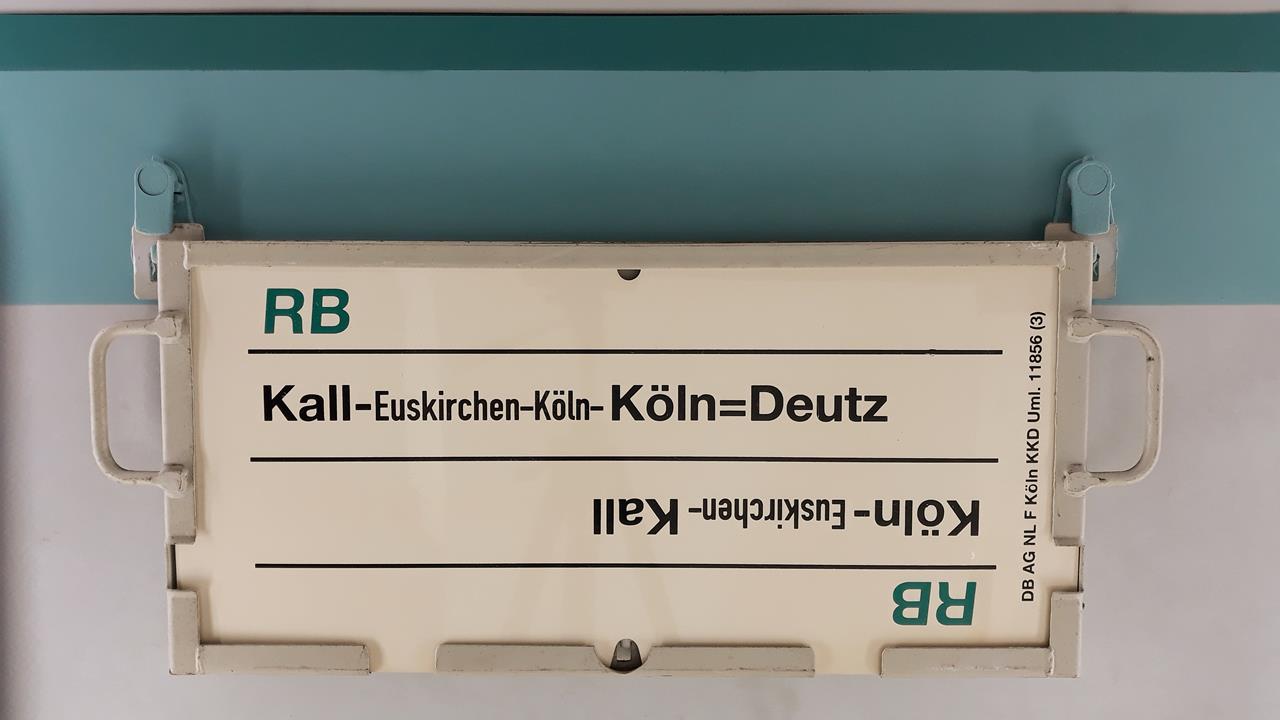 RB
Kall-Euskirchen-Köln-Köln=Deutz
Köln-Euskirchen-Kall
RB
DB AG NL F Köln KKD Uml. 11856 (3)